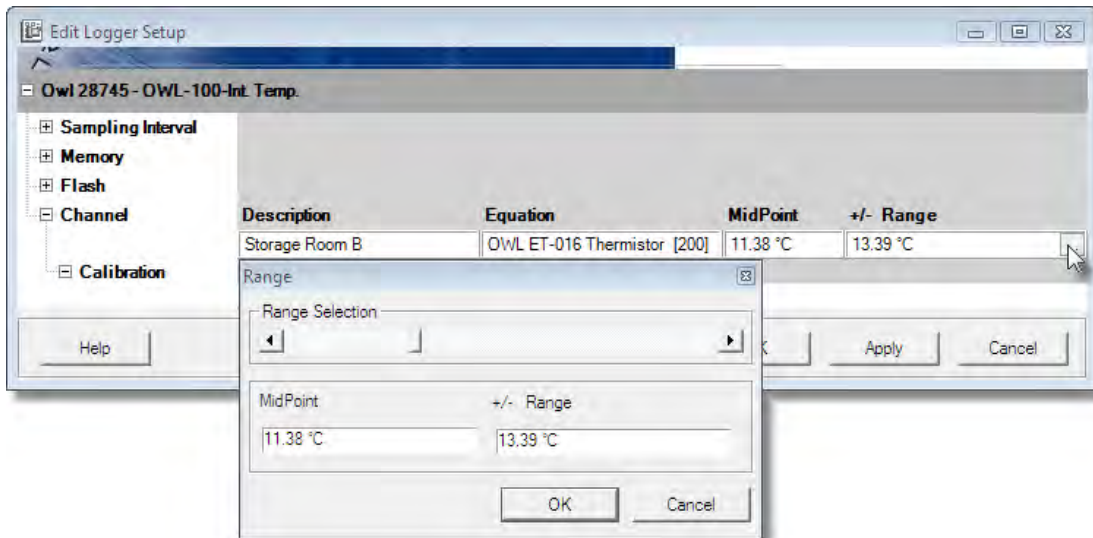 Edit Logger Setup
Owl 28745 - OWL-100-Int. Temp.
Sampling Interval
Memory
Flash
Channel Description Equation MidPoint +/- Range
Storage Room B OWL ET-016 Thermistor [200] 11.38 °C 13.39 °C ...
Calibration
Help Apply Cancel
Range
Range Selection
MidPoint +/- Range
11.38 °C 13.39 °C
OK Cancel